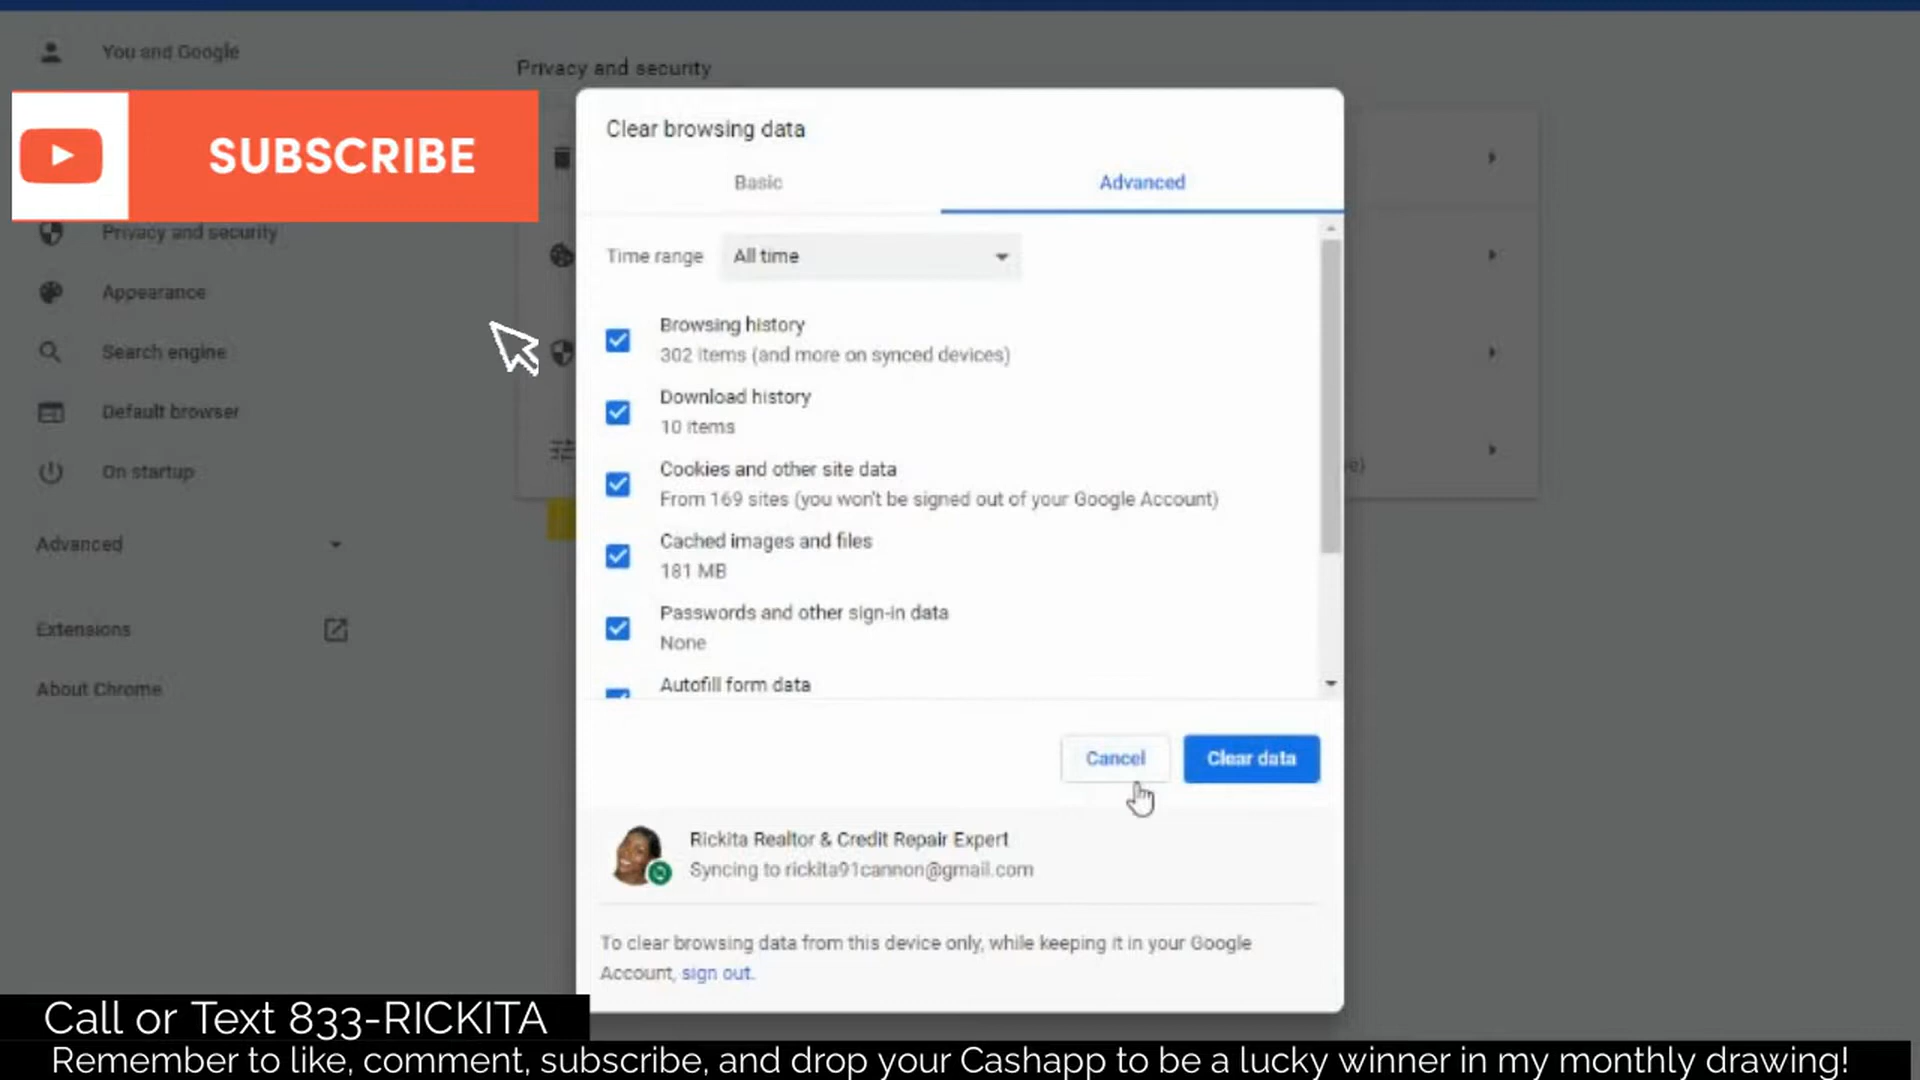 You and Google
Privacy and security
SUBSCRIBE
Privacy and security
Appearance
Search engine
Default browser
On startup
Advanced
Extensions
About Chrome
Clear browsing data
Basic
Advanced
Time range
All time
Browsing history
302 items (and more on synced devices)
Download history
10 items
Cookies and other site data
From 169 sites (you won't be signed out of your Google Account)
Cached images and files
181 MB
Passwords and other sign-in data
None
Autofill form data
Cancel
Clear data
Rickita Realtor & Credit Repair Expert
Syncing to rickita91cannon@gmail.com
To clear browsing data from this device only, while keeping it in your Google
Account, sign out.
Call or Text 833-RICKITA
Remember to like, comment, subscribe, and drop your Cashapp to be a lucky winner in my monthly drawing!